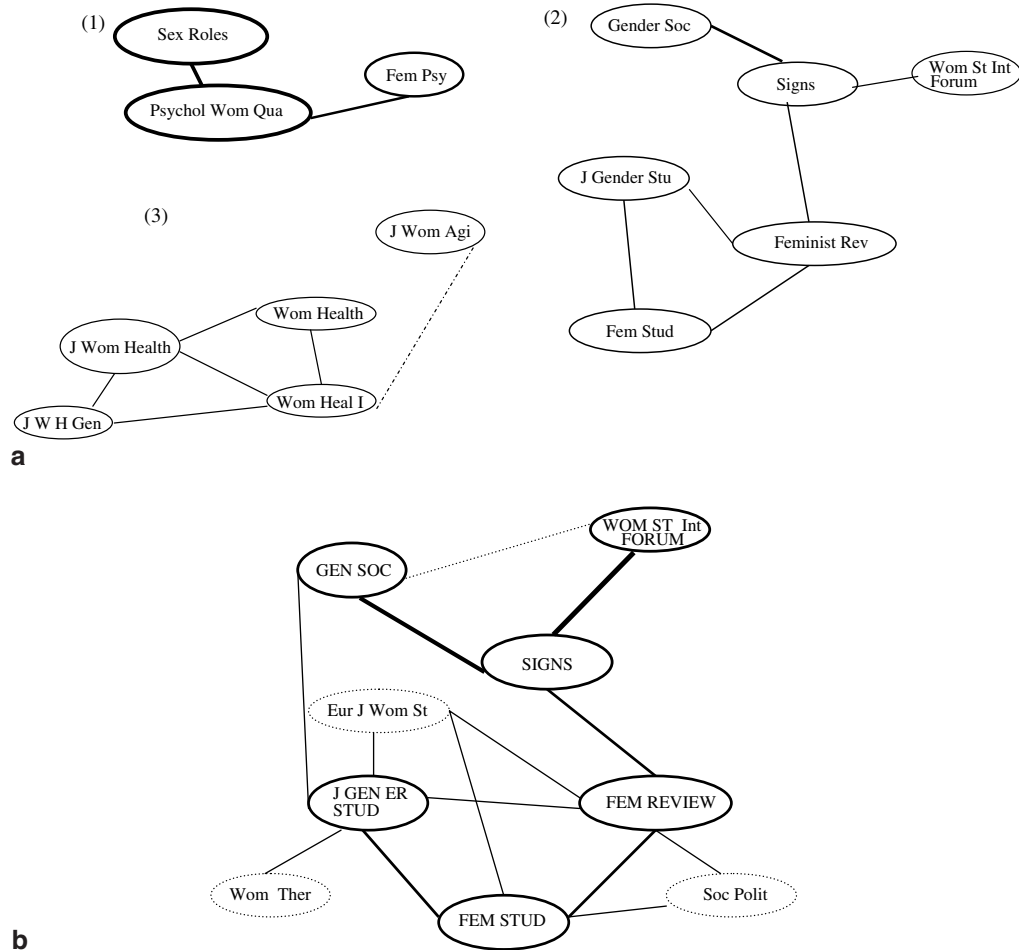 (1)
Sex Roles
Fem Psy
Psychol Wom Qua
(2)
Gender Soc
Signs
Wom St Int
Forum
J Gender Stu
Feminist Rev
Fem Stud
(3)
J Wom Agi
Wom Health
J Wom Health
Wom Heal I
J W H Gen
a
WOM ST Int
FORUM
GEN SOC
SIGNS
Eur J Wom St
J GEN ER
STUD
FEM REVIEW
Wom Ther
Soc Polit
FEM STUD
b